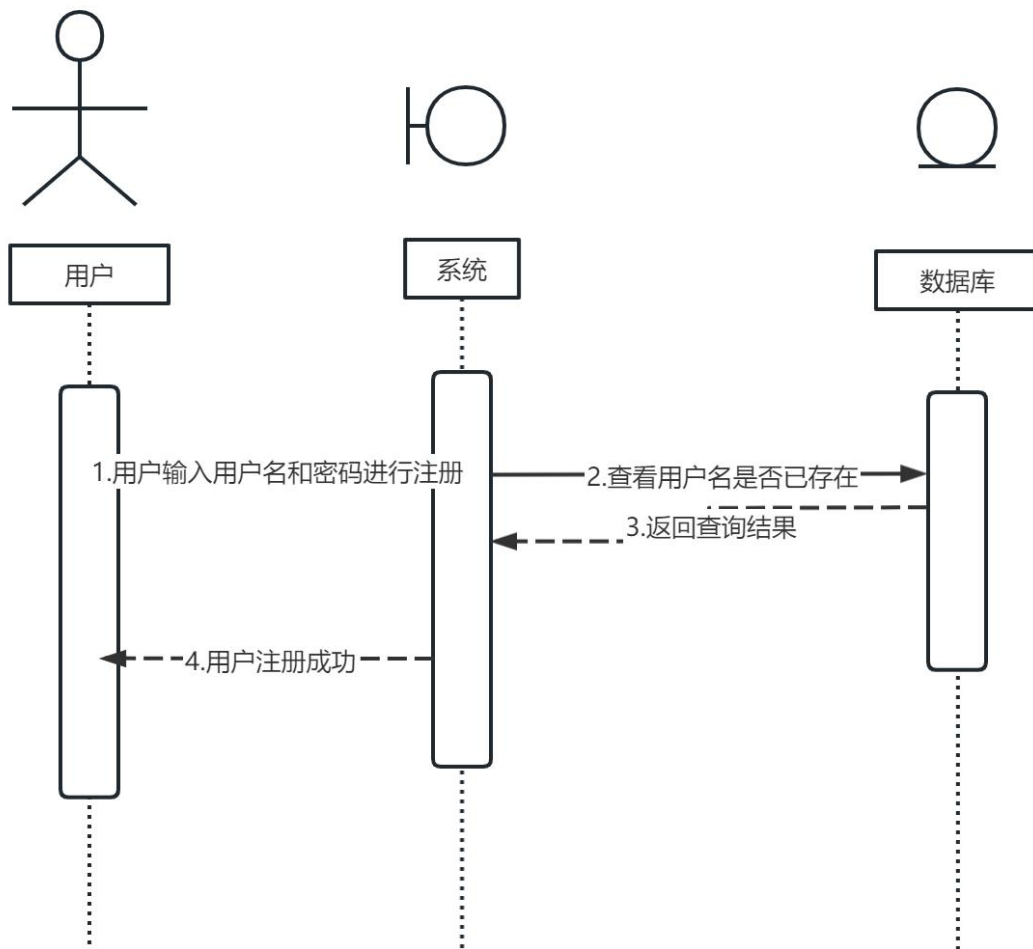 用户
系统
数据库
1.用户输入用户名和密码进行注册
2.查看用户名是否已存在
3.返回查询结果
4.用户注册成功